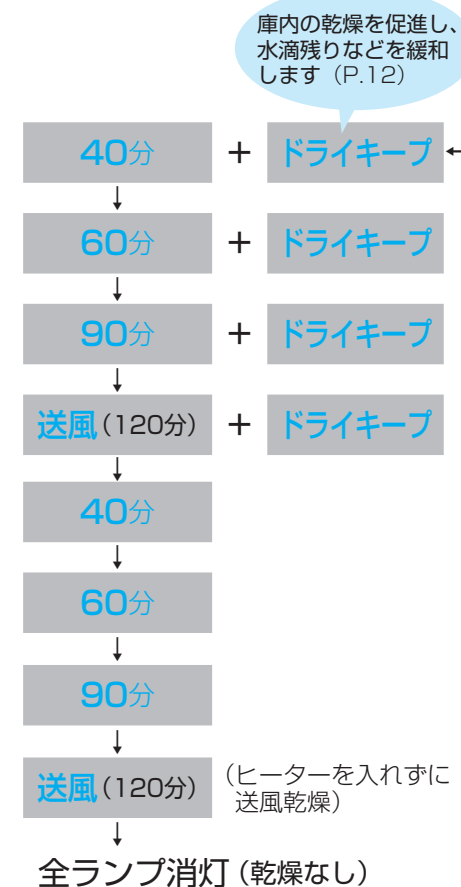 庫内の乾燥を促進し、
水滴残りなどを緩和
します（P.12）
40分 + ドライキープ ←
↓
60分 + ドライキープ
↓
90分 + ドライキープ
↓
送風(120分) + ドライキープ
↓
40分
↓
60分
↓
90分
↓
送風(120分) （ヒーターを入れずに
送風乾燥）
↓
全ランプ消灯(乾燥なし)